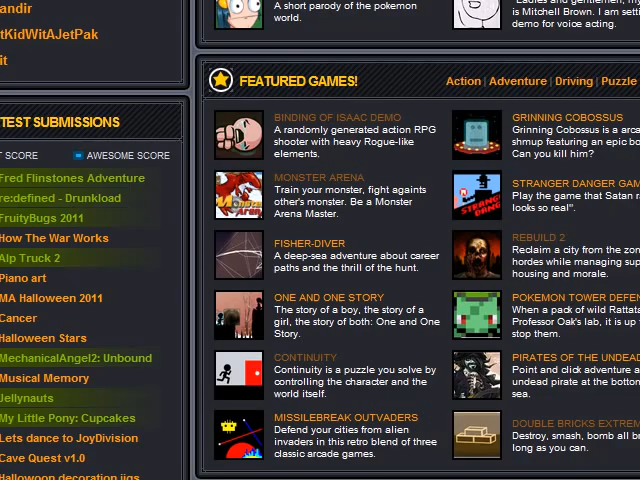 andir
tKidWitAJetPak
it
TEST SUBMISSIONS
T SCORE
AWESOME SCORE
Fred Flinstones Adventure
re:defined - Drunkload
FruityBugs 2011
How The War Works
Alp Truck 2
Piano art
MA Halloween 2011
Cancer
Halloween Stars
MechanicalAngel2: Unbound
Musical Memory
Jellynauts
My Little Pony: Cupcakes
Lets dance to JoyDivision
Cave Quest v1.0
Hallowoon decoration jigs
A short parody of the pokemon
world.
is Mitchell Brown. I am setti
demo for voice acting.
FEATURED GAMES!
Action | Adventure | Driving | Puzzle
BINDING OF ISAAC DEMO
A randomly generated action RPG
shooter with heavy Rogue-like
elements.
MONSTER ARENA
Train your monster, fight againts
other's monster. Be a Monster
Arena Master.
FISHER-DIVER
A deep-sea adventure about career
paths and the thrill of the hunt.
ONE AND ONE STORY
The story of a boy, the story of a
girl, the story of both: One and One
Story.
CONTINUITY
Continuity is a puzzle you solve by
controlling the character and the
world itself.
MISSILEBREAK OUTVADERS
Defend your cities from alien
invaders in this retro blend of three
classic arcade games.
GRINNING COBOSSUS
Grinning Cobossus is a arca
shmup featuring an epic bo
Can you kill him?
STRANGER DANGER GAM
Play the game that Satan ra
looks so real".
REBUILD 2
Reclaim a city from the zon
hordes while managing sup
housing and morale.
POKEMON TOWER DEFEN
When a pack of wild Rattata
Professor Oak's lab, it is up
stop them.
PIRATES OF THE UNDEAD
Point and click adventure a
undead pirate at the bottom
sea.
DOUBLE BRICKS EXTREM
Destroy, smash, bomb all br
long as you can.